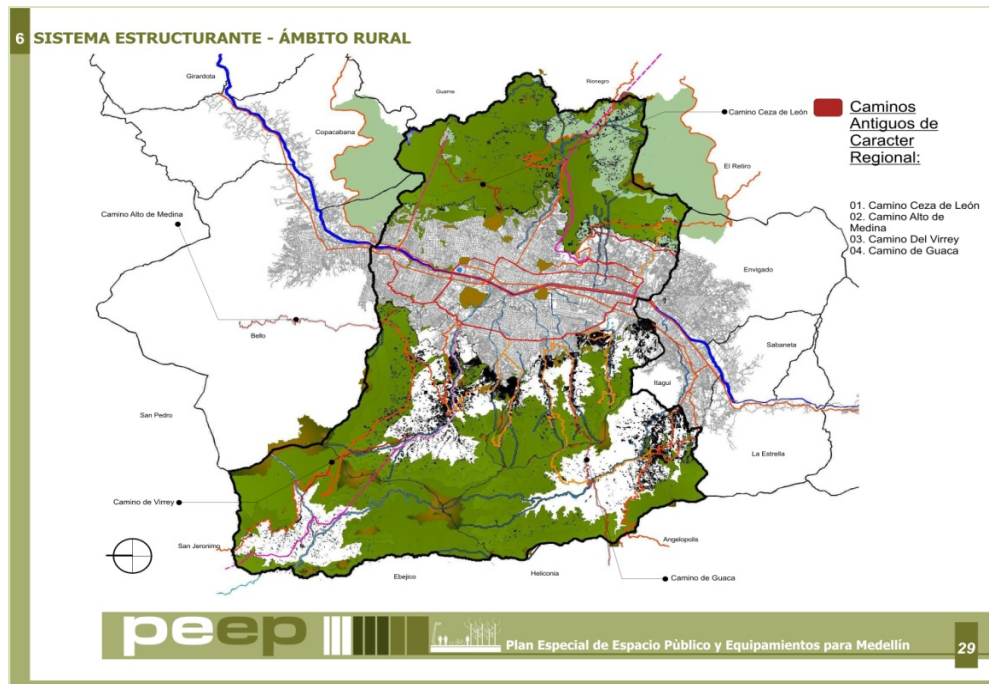 6 SISTEMA ESTRUCTURANTE - ÁMBITO RURAL
Girardota
Guarne
Rionegro
Camino Ceza de León
Copacabana
El Retiro
Camino Alto de Medina
Envigado
Bello
Sabaneta
Itagui
San Pedro
La Estrella
Camino de Virrey
San Jeronimo
Angelopolis
Ebejico
Heliconia
Camino de Guaca
Caminos
Antiguos de
Caracter
Regional:
01. Camino Ceza de León
02. Camino Alto de
Medina
03. Camino Del Virrey
04. Camino de Guaca
peep
Plan Especial de Espacio Pùblico y Equipamientos para Medellín
29